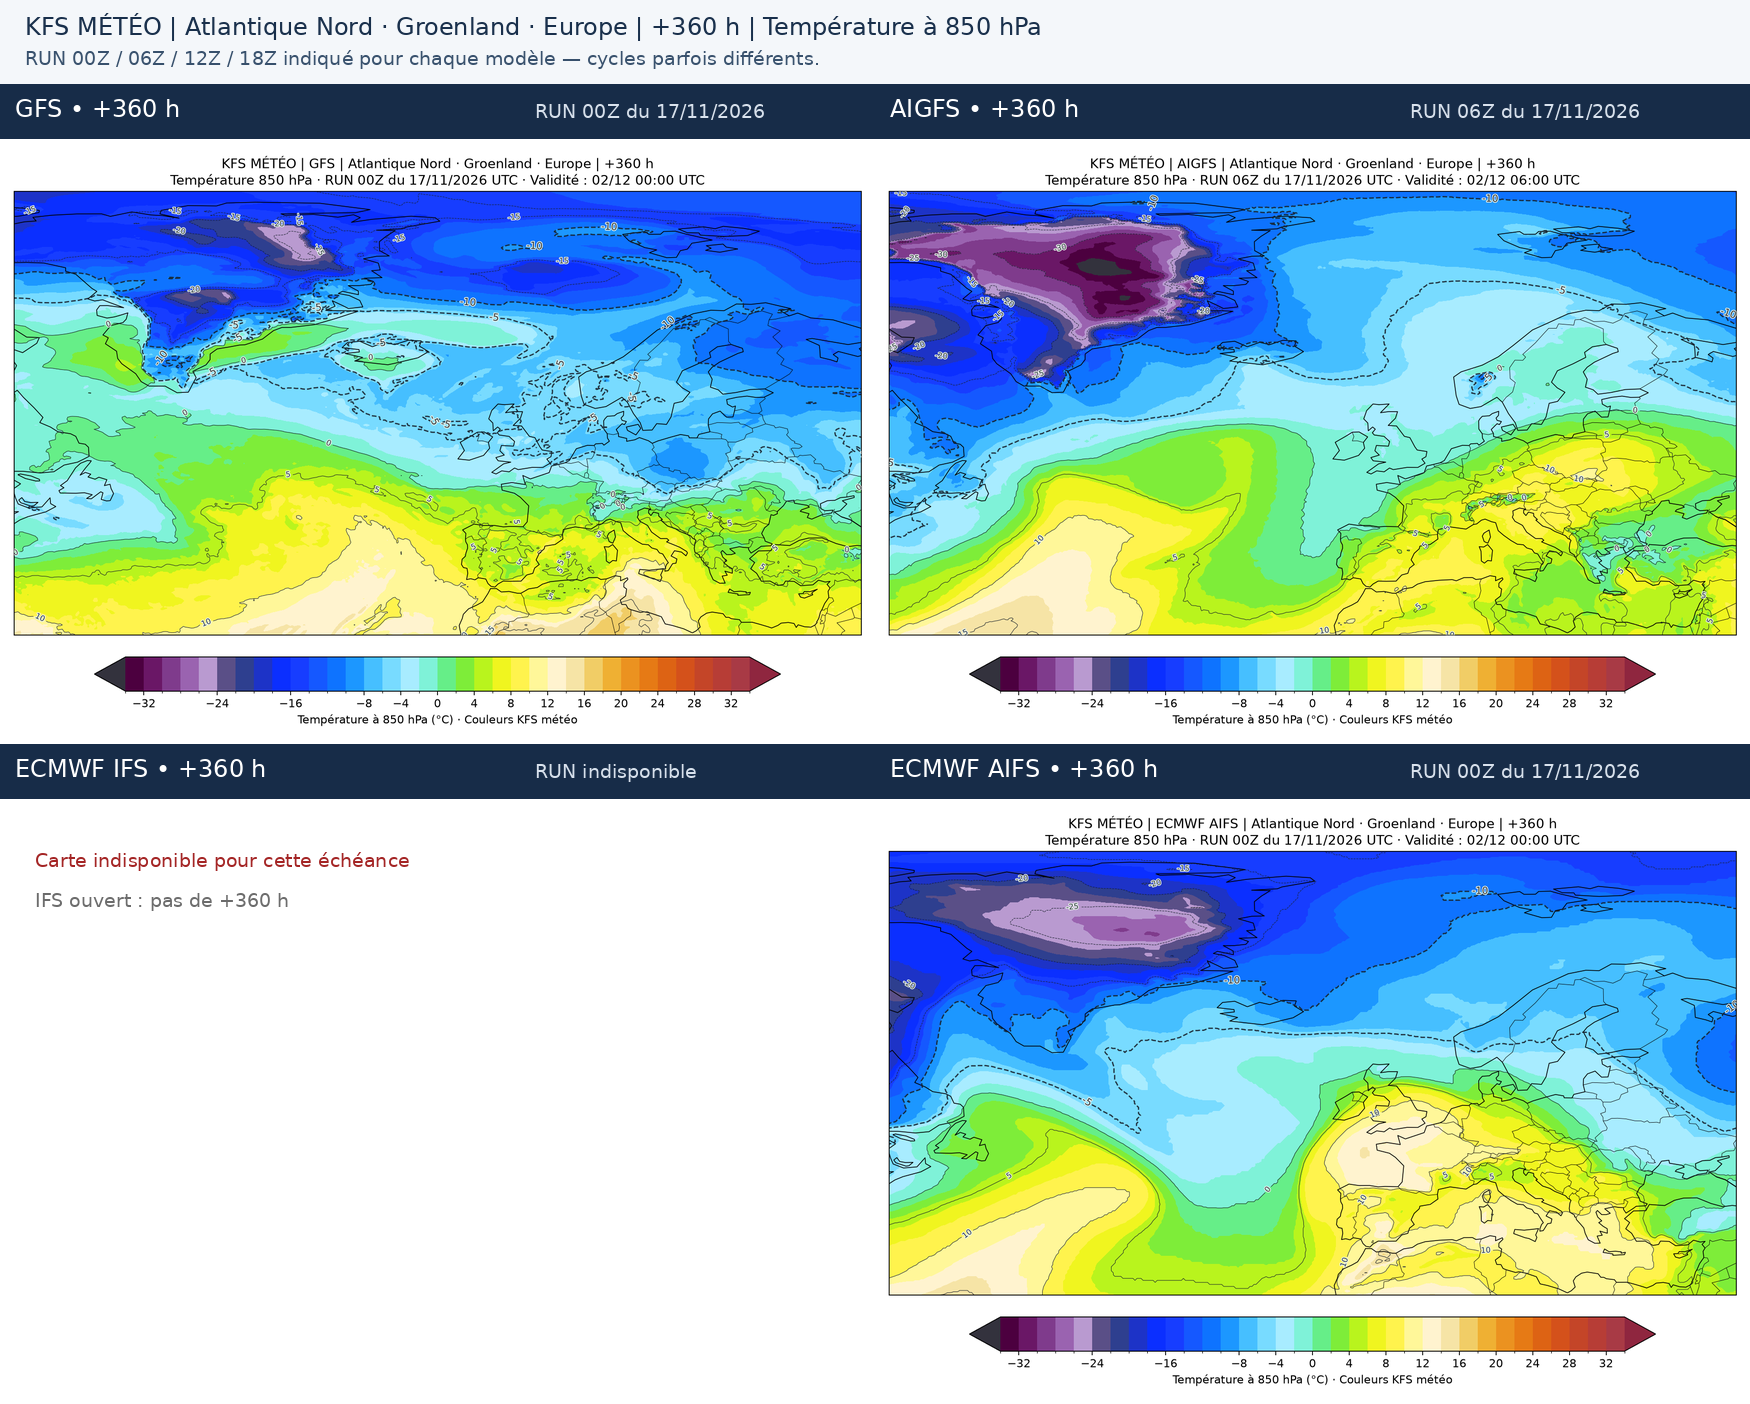 KFS MÉTÉO | Atlantique Nord · Groenland · Europe | +360 h | Température à 850 hPa
RUN 00Z / 06Z / 12Z / 18Z indiqué pour chaque modèle — cycles parfois différents.
GFS • +360 h
RUN 00Z du 17/11/2026
KFS MÉTÉO | GFS | Atlantique Nord · Groenland · Europe | +360 h
Température 850 hPa · RUN 00Z du 17/11/2026 UTC · Validité : 02/12 00:00 UTC
−32 −24 −16 −8 −4 0 4 8 12 16 20 24 28 32
Température à 850 hPa (°C) · Couleurs KFS météo
AIGFS • +360 h
RUN 06Z du 17/11/2026
KFS MÉTÉO | AIGFS | Atlantique Nord · Groenland · Europe | +360 h
Température 850 hPa · RUN 06Z du 17/11/2026 UTC · Validité : 02/12 06:00 UTC
−32 −24 −16 −8 −4 0 4 8 12 16 20 24 28 32
Température à 850 hPa (°C) · Couleurs KFS météo
ECMWF IFS • +360 h
RUN indisponible
Carte indisponible pour cette échéance
IFS ouvert : pas de +360 h
ECMWF AIFS • +360 h
RUN 00Z du 17/11/2026
KFS MÉTÉO | ECMWF AIFS | Atlantique Nord · Groenland · Europe | +360 h
Température 850 hPa · RUN 00Z du 17/11/2026 UTC · Validité : 02/12 00:00 UTC
−32 −24 −16 −8 −4 0 4 8 12 16 20 24 28 32
Température à 850 hPa (°C) · Couleurs KFS météo